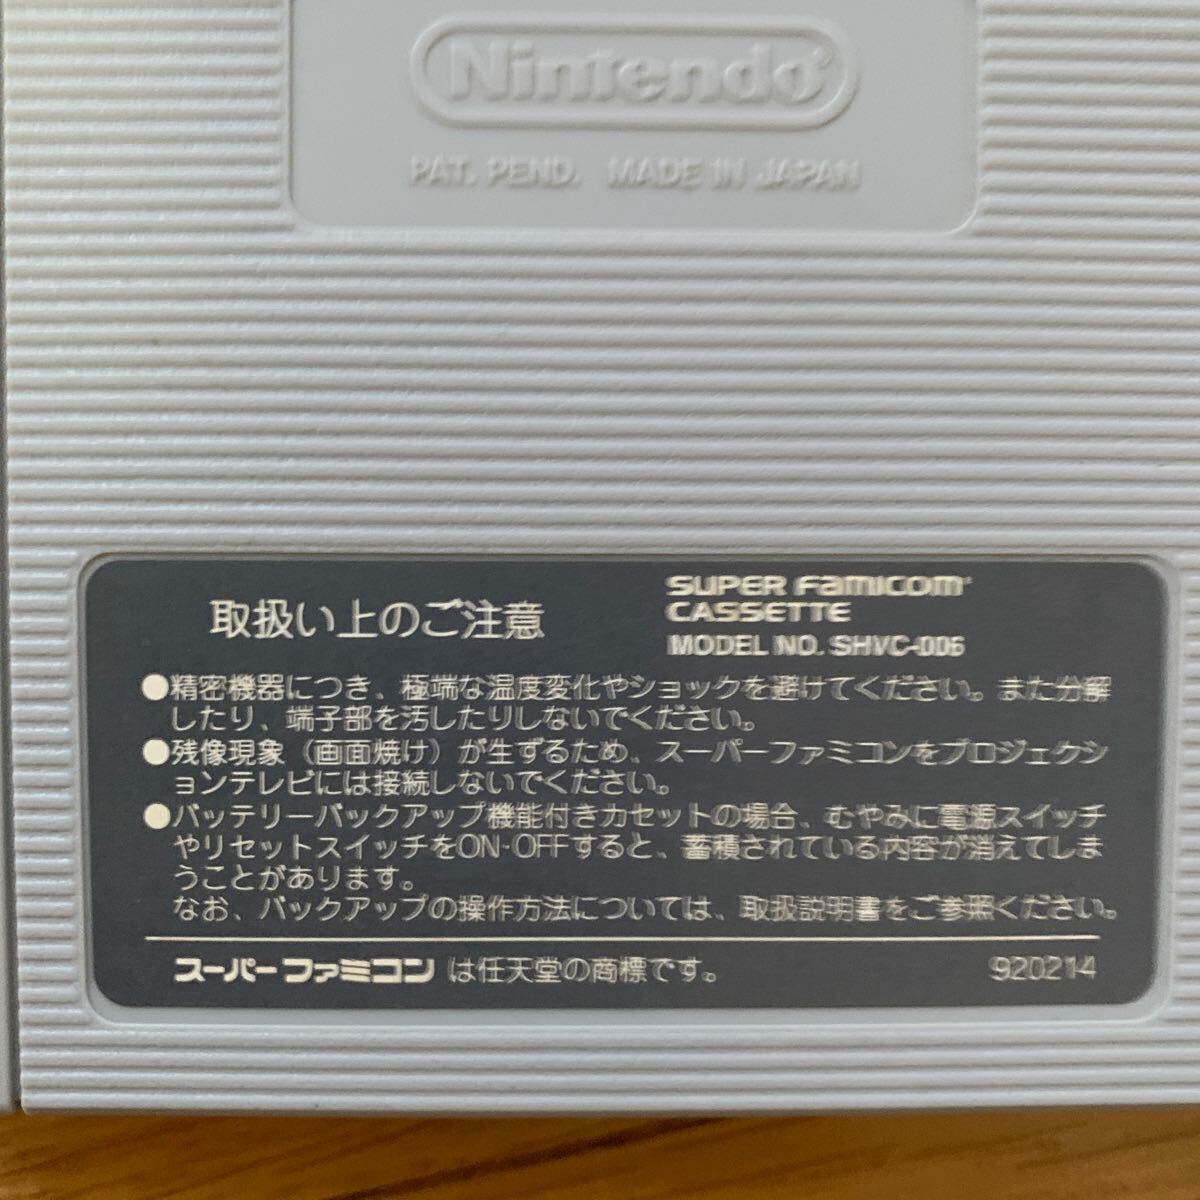 Nintendo®
PAT. PEND. MADE IN JAPAN
取扱い上のご注意
SUPER FAMICOM
CASSETTE
MODEL NO. SHVC-006
●精密機器につき、極端な温度変化やショックを避けてください。また分解
したり、端子部を汚したりしないでください。
●残像現象（画面焼け）が生ずるため、スーパーファミコンをプロジェクシ
ョンテレビには接続しないでください。
●バッテリーバックアップ機能付きカセットの場合、むやみに電源スイッチ
やリセットスイッチをON·OFFすると、蓄積されている内容が消えてしま
うことがあります。
なお、バックアップの操作方法については、取扱説明書をご参照ください。
スーパーファミコン は任天堂の商標です。
920214